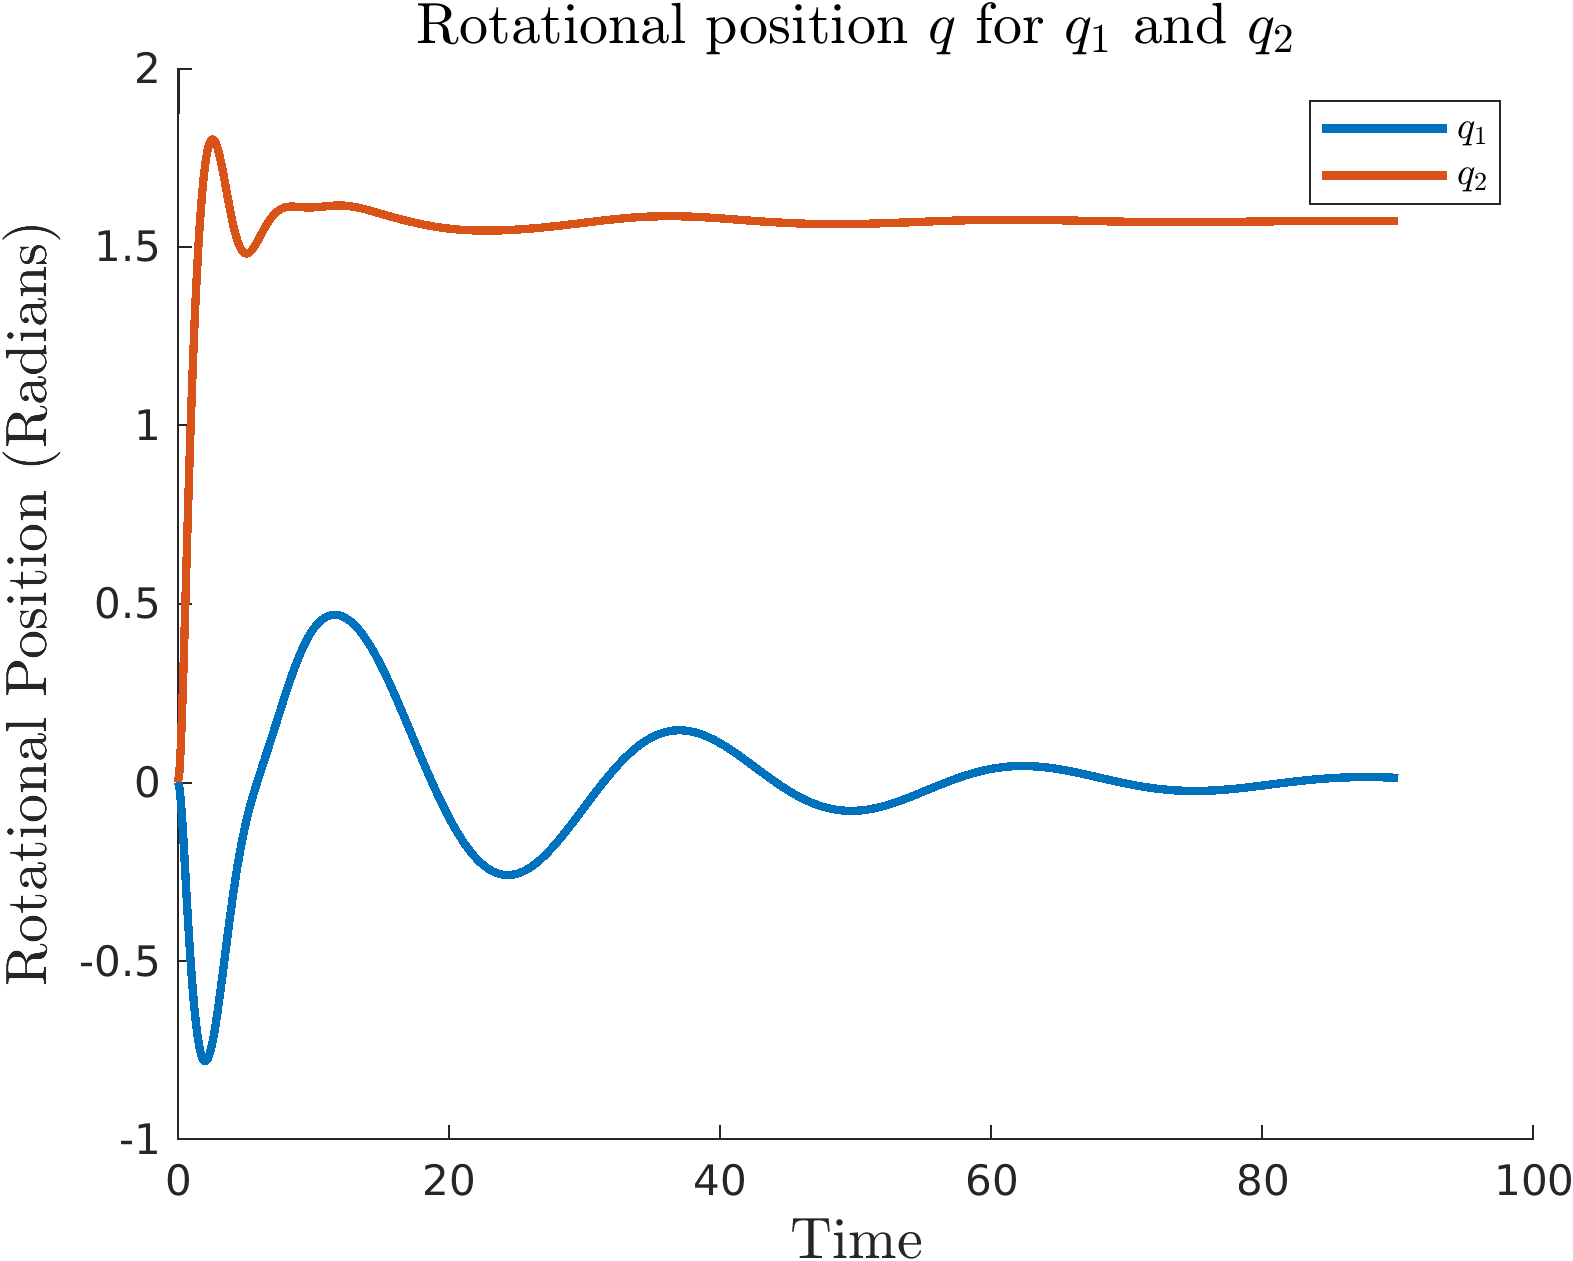 Rotational position q for q₁ and q₂
q₁
q₂
2
1.5
1
0.5
0
-0.5
-1
Rotational Position (Radians)
0 20 40 60 80 100
Time